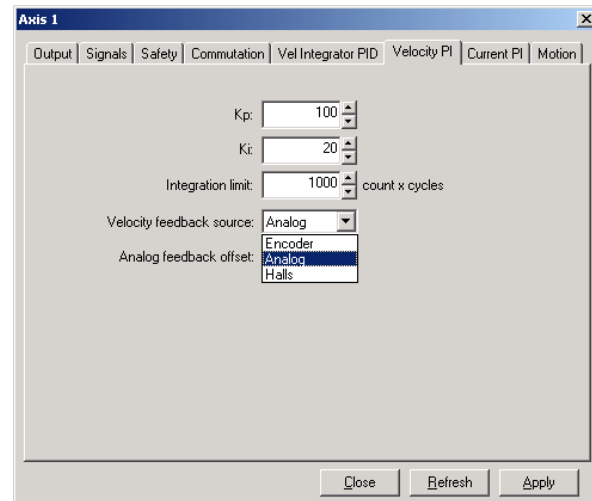 Axis 1
Output Signals Safety Commutation Vel Integrator PID Velocity PI Current PI Motion
Kp: 100
Ki: 20
Integration limit: 1000 count x cycles
Velocity feedback source: Analog
Encoder
Analog feedback offset: Analog
Halls
Close Refresh Apply